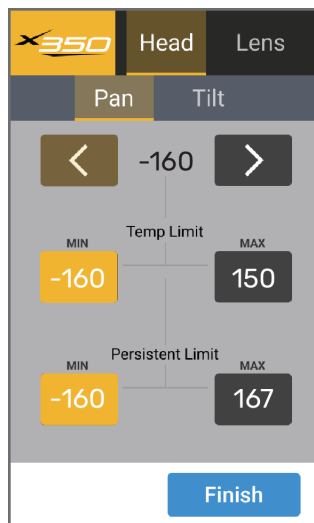 x350 Head Lens
Pan Tilt
-160
Temp Limit
MIN MAX
-160 150
Persistent Limit
MIN MAX
-160 167
Finish